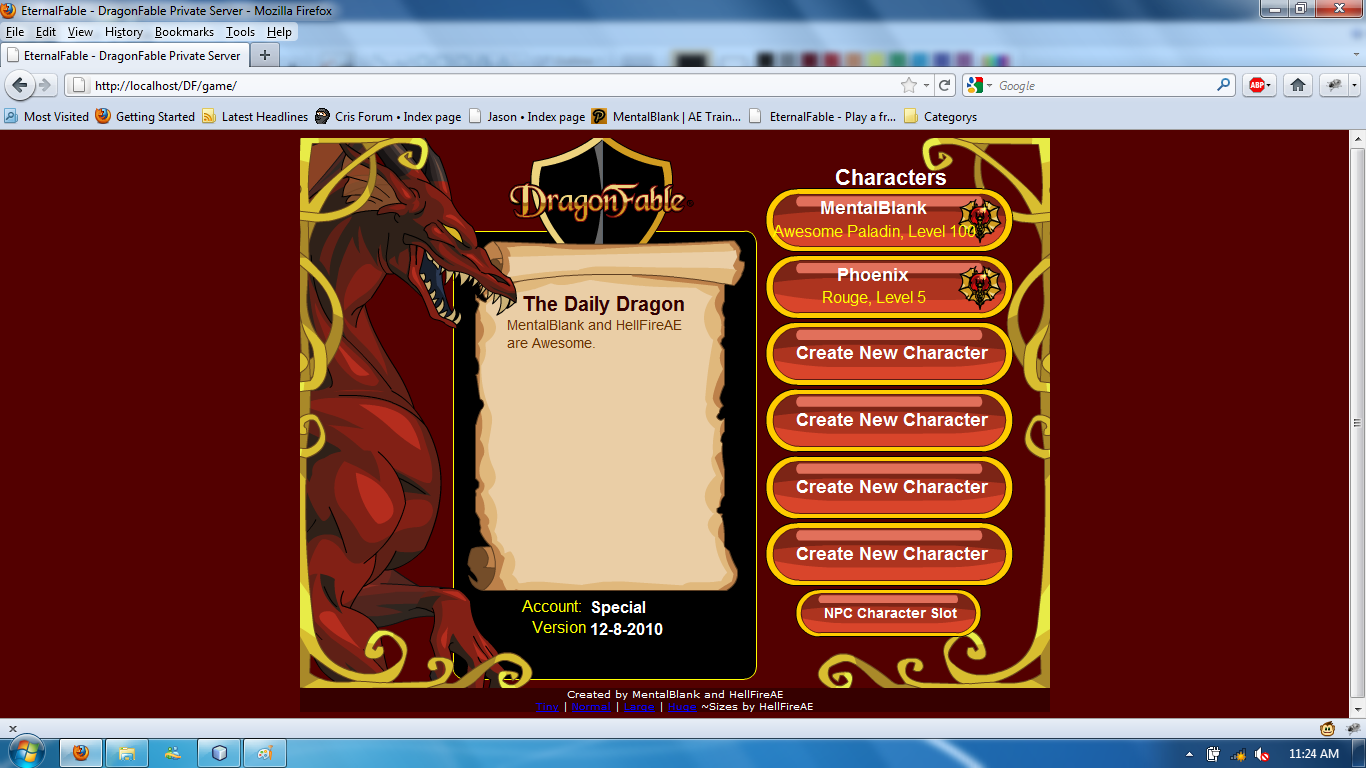 EternalFable - DragonFable Private Server - Mozilla Firefox
File Edit View History Bookmarks Tools Help
EternalFable - DragonFable Private Server
http://localhost/DF/game/
Google
ABP
Most Visited Getting Started Latest Headlines Cris Forum • Index page Jason • Index page MentalBlank | AE Train... EternalFable - Play a fr... Categorys
DragonFable
The Daily Dragon
MentalBlank and HellFireAE
are Awesome.
Account: Special
Version 12-8-2010
Characters
MentalBlank
Awesome Paladin, Level 100
Phoenix
Rouge, Level 5
Create New Character
Create New Character
Create New Character
Create New Character
NPC Character Slot
Created by MentalBlank and HellFireAE
Tiny | Normal | Large | Huge ~Sizes by HellFireAE
11:24 AM